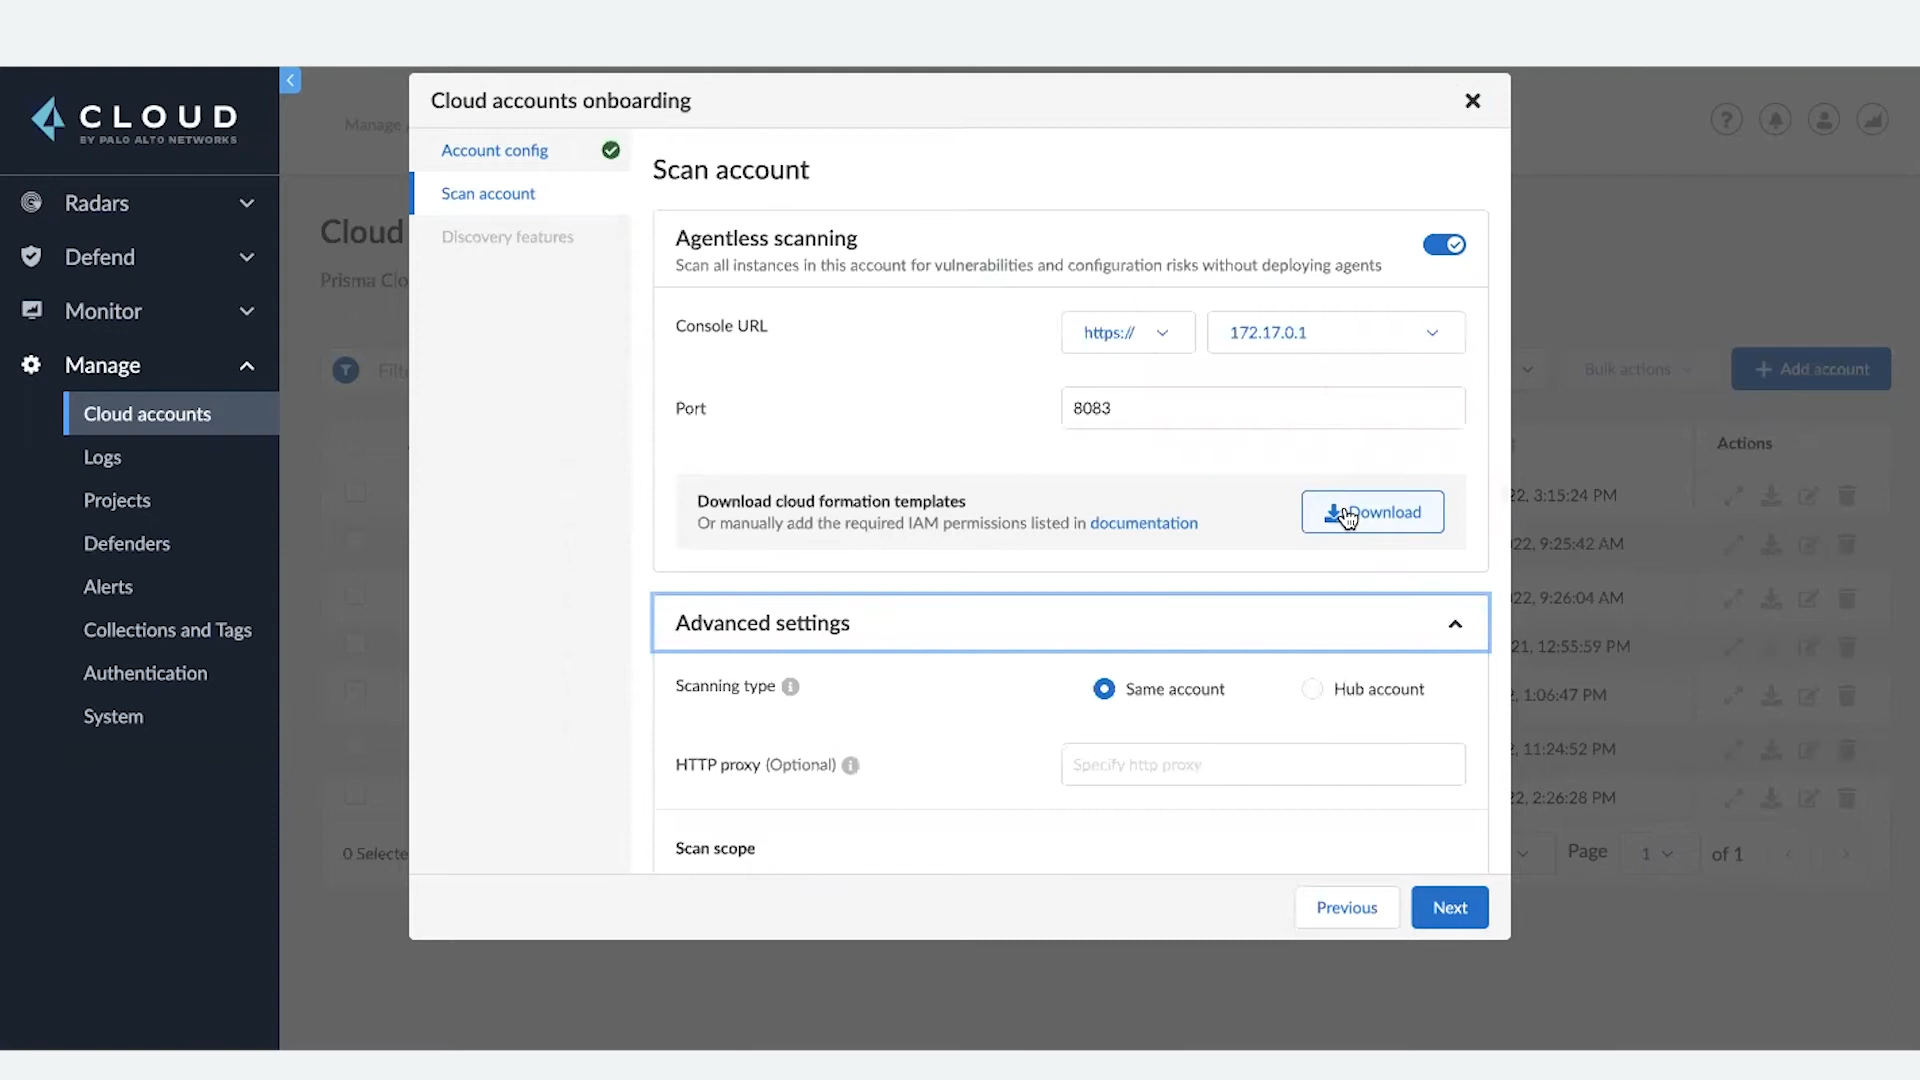 CLOUD
BY PALO ALTO NETWORKS
Radars
Defend
Monitor
Manage
Cloud accounts
Logs
Projects
Defenders
Alerts
Collections and Tags
Authentication
System
Manage
Cloud
Prisma Clo
Filt
0 Selecte
Cloud accounts onboarding
Account config
Scan account
Discovery features
Scan account
Agentless scanning
Scan all instances in this account for vulnerabilities and configuration risks without deploying agents
Console URL
https://
172.17.0.1
Port
8083
Download cloud formation templates
Or manually add the required IAM permissions listed in documentation
Download
Advanced settings
Scanning type
Same account
Hub account
HTTP proxy (Optional)
Specify http proxy
Scan scope
Previous
Next
Bulk actions
Add account
Actions
22, 3:15:24 PM
22, 9:25:42 AM
22, 9:26:04 AM
21, 12:55:59 PM
2, 1:06:47 PM
2, 11:24:52 PM
22, 2:26:28 PM
Page 1 of 1